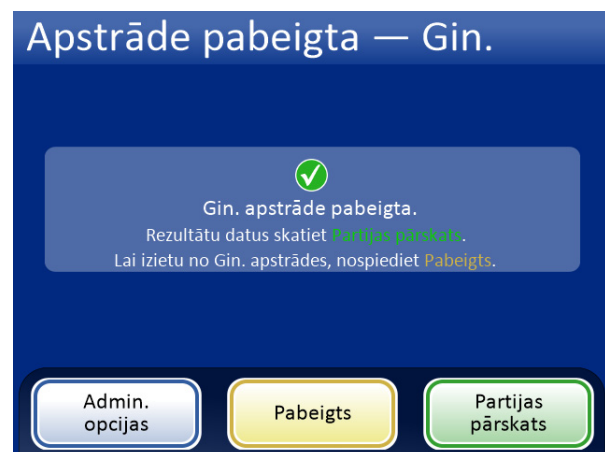 Apstrāde pabeigta — Gin.
Gin. apstrāde pabeigta.
Rezultātu datus skatiet Partijas pārskats.
Lai izietu no Gin. apstrādes, nospiediet Pabeigts.
Admin.
opcijas
Pabeigts
Partijas
pārskats